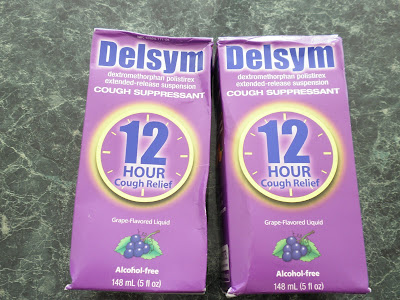 Delsym
dextromethorphan polistirex
extended-release suspension
COUGH SUPPRESSANT
12
HOUR
Cough Relief
Grape-Flavored Liquid
Alcohol-free
148 mL (5 fl oz)
Delsym
dextromethorphan polistirex
extended-release suspension
COUGH SUPPRESSANT
12
HOUR
Cough Relief
Grape-Flavored Liquid
Alcohol-free
148 mL (5 fl oz)